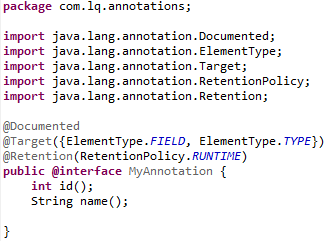 package com.lq.annotations;
import java.lang.annotation.Documented;
import java.lang.annotation.ElementType;
import java.lang.annotation.Target;
import java.lang.annotation.RetentionPolicy;
import java.lang.annotation.Retention;
@Documented
@Target({ElementType.FIELD, ElementType.TYPE})
@Retention(RetentionPolicy.RUNTIME)
public @interface MyAnnotation {
    int id();
    String name();
}